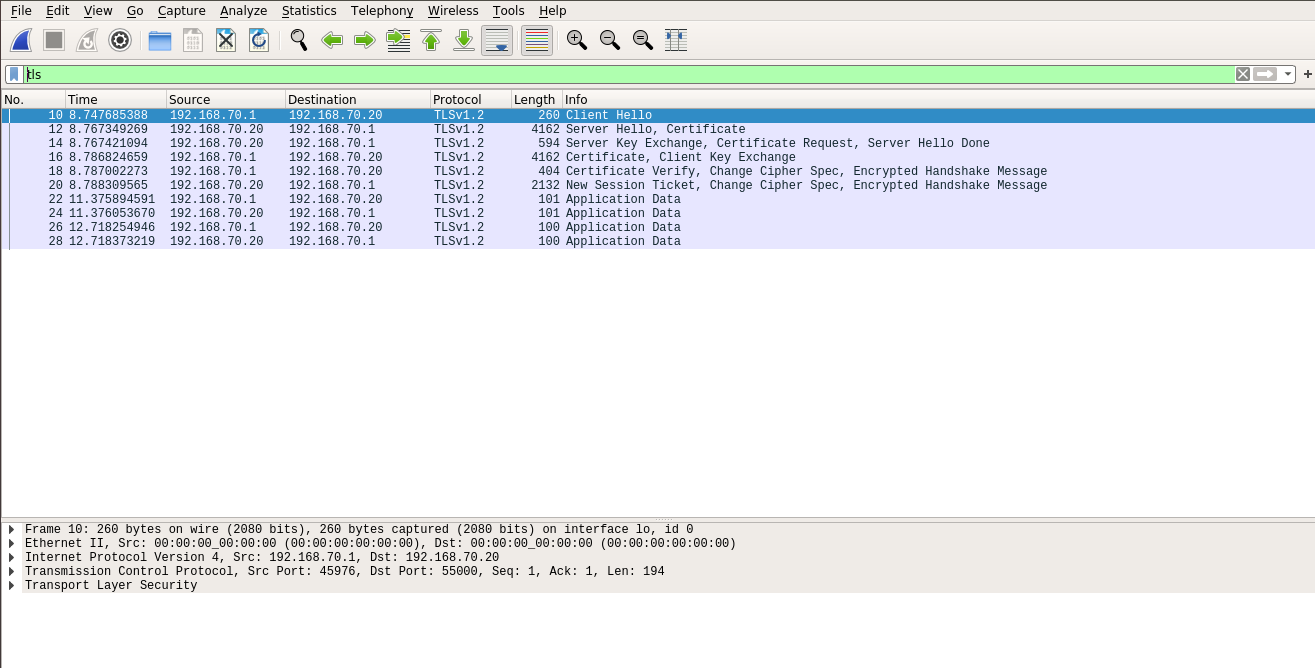 File Edit View Go Capture Analyze Statistics Telephony Wireless Tools Help
tls
No. Time Source Destination Protocol Length Info
10 8.747685388 192.168.70.1 192.168.70.20 TLSv1.2 260 Client Hello
12 8.767349269 192.168.70.20 192.168.70.1 TLSv1.2 4162 Server Hello, Certificate
14 8.767421094 192.168.70.20 192.168.70.1 TLSv1.2 594 Server Key Exchange, Certificate Request, Server Hello Done
16 8.786824659 192.168.70.1 192.168.70.20 TLSv1.2 4162 Certificate, Client Key Exchange
18 8.787002273 192.168.70.1 192.168.70.20 TLSv1.2 404 Certificate Verify, Change Cipher Spec, Encrypted Handshake Message
20 8.788309565 192.168.70.20 192.168.70.1 TLSv1.2 2132 New Session Ticket, Change Cipher Spec, Encrypted Handshake Message
22 11.375894591 192.168.70.1 192.168.70.20 TLSv1.2 101 Application Data
24 11.376053670 192.168.70.20 192.168.70.1 TLSv1.2 101 Application Data
26 12.718254946 192.168.70.1 192.168.70.20 TLSv1.2 100 Application Data
28 12.718373219 192.168.70.20 192.168.70.1 TLSv1.2 100 Application Data
Frame 10: 260 bytes on wire (2080 bits), 260 bytes captured (2080 bits) on interface lo, id 0
Ethernet II, Src: 00:00:00_00:00:00 (00:00:00:00:00:00), Dst: 00:00:00_00:00:00 (00:00:00:00:00:00)
Internet Protocol Version 4, Src: 192.168.70.1, Dst: 192.168.70.20
Transmission Control Protocol, Src Port: 45976, Dst Port: 55000, Seq: 1, Ack: 1, Len: 194
Transport Layer Security